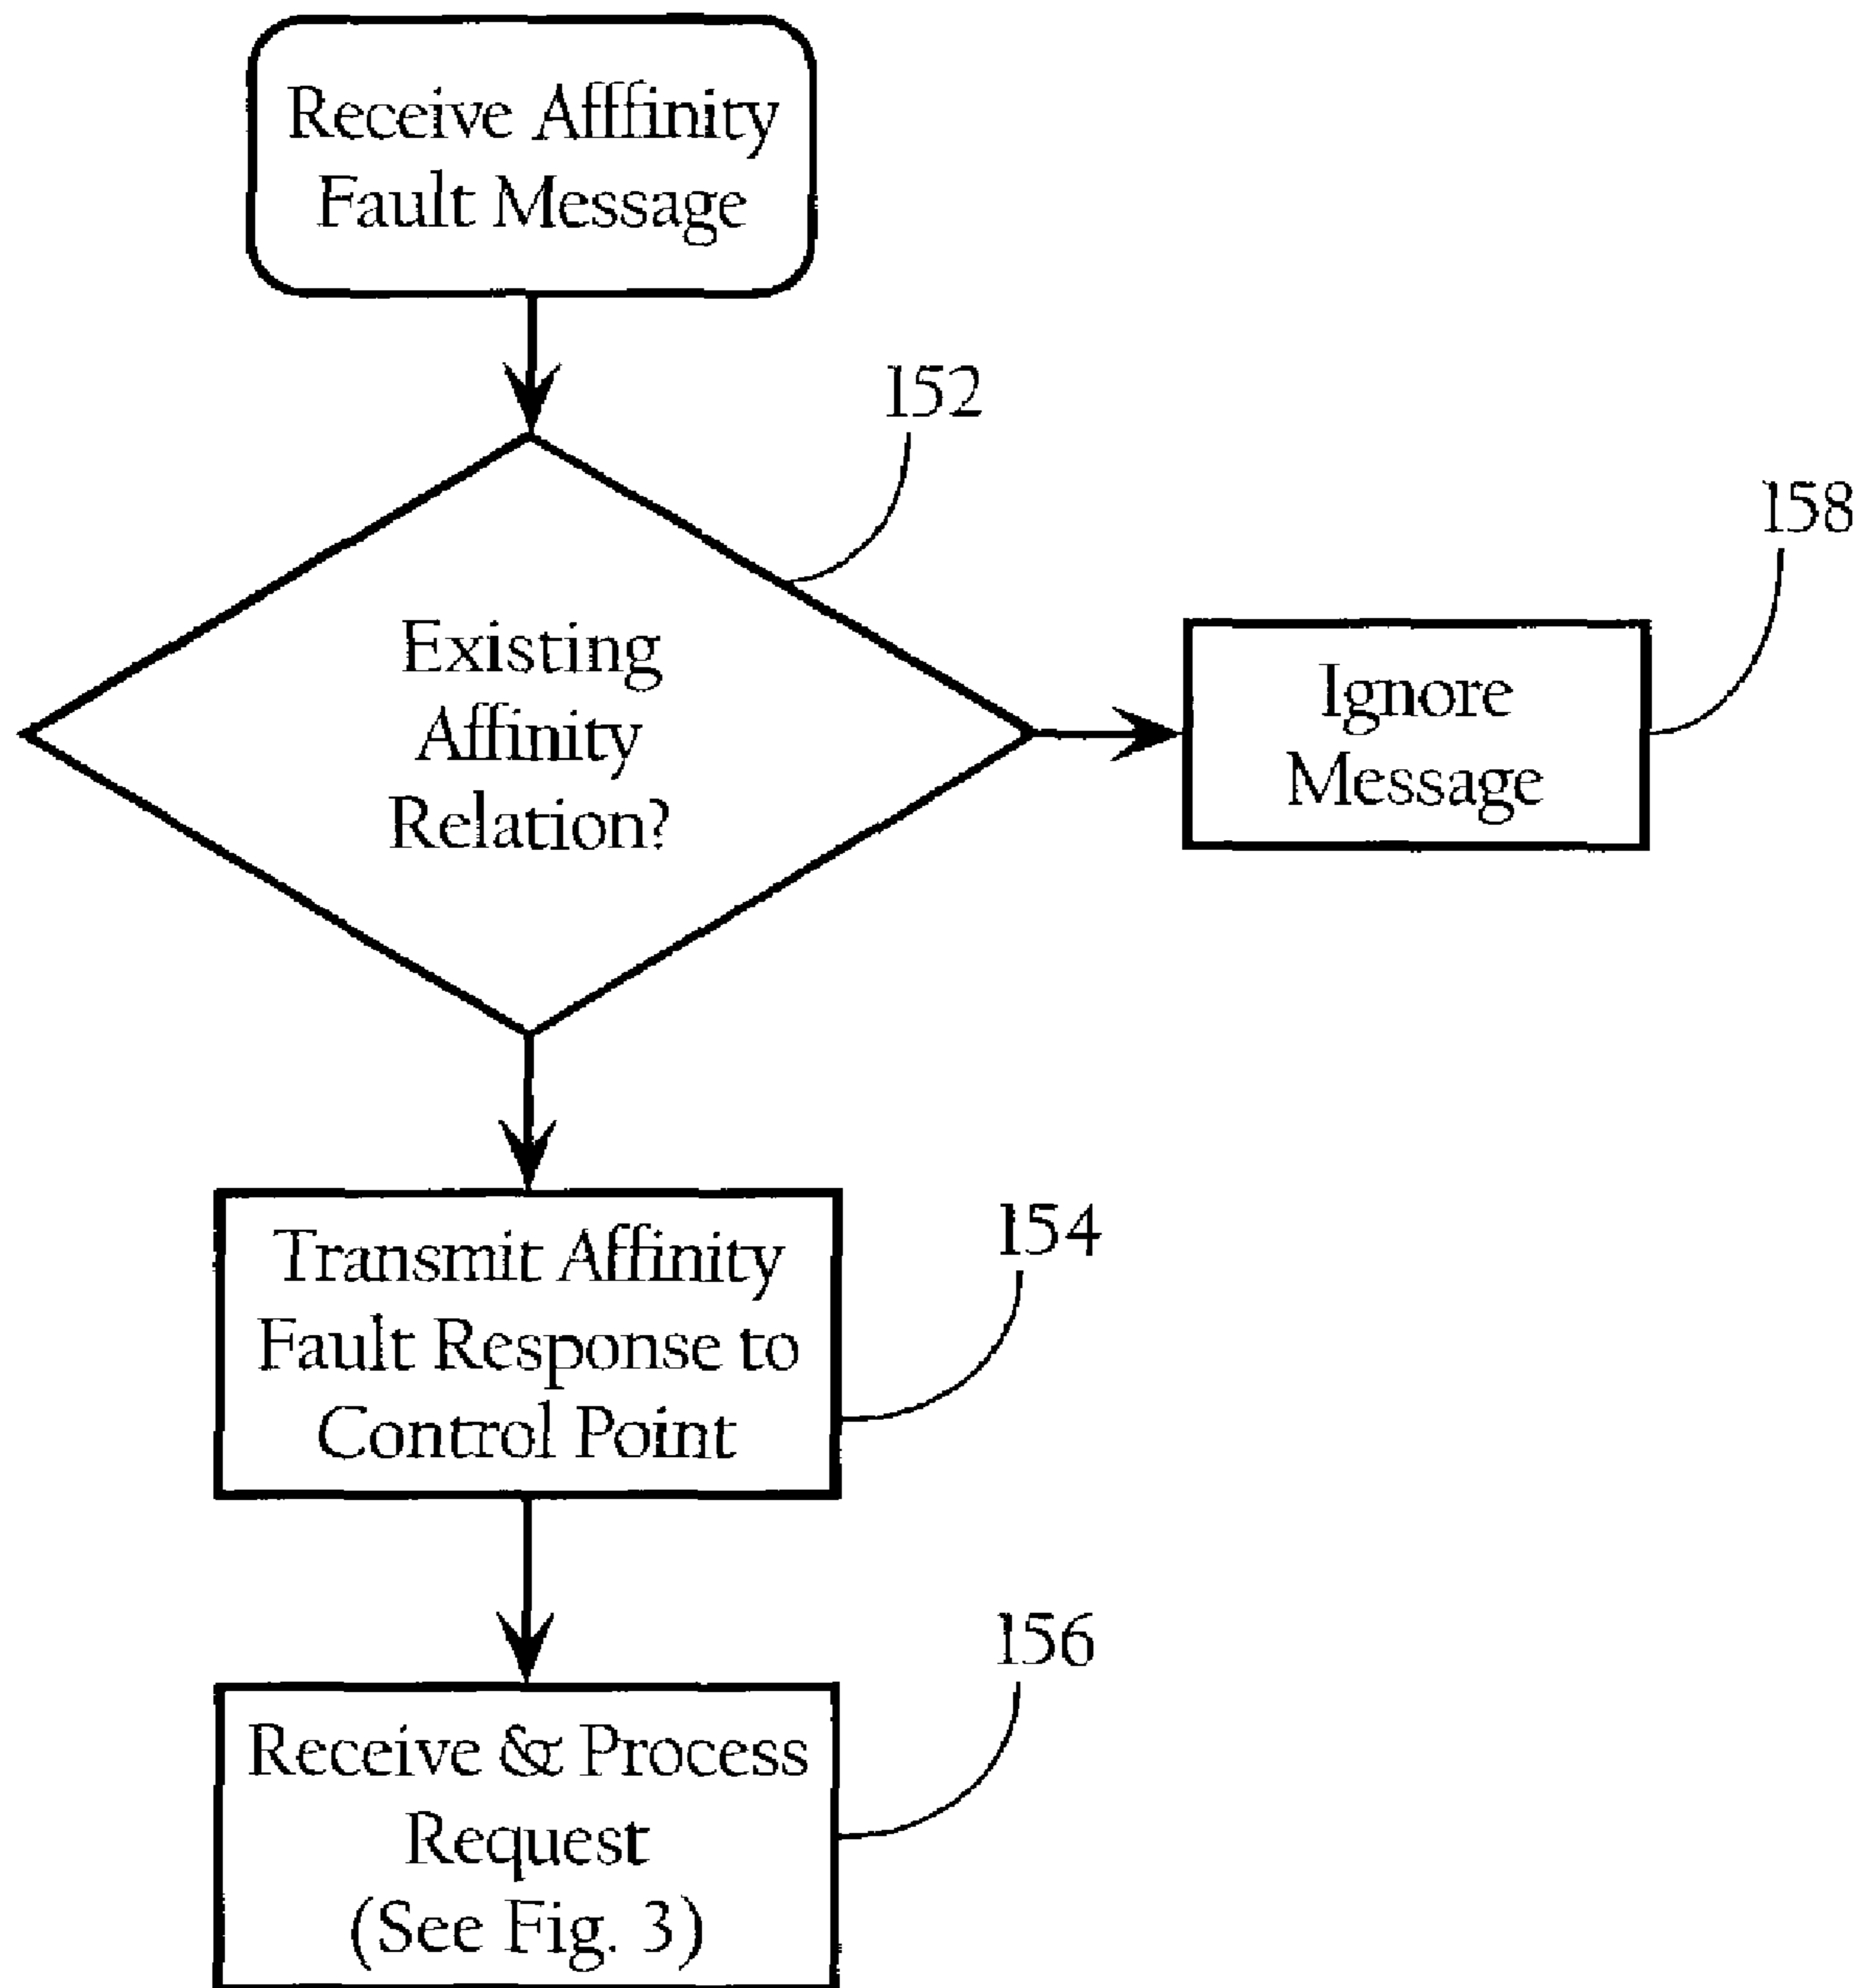 Receive Afffinity
Fault Message
152
158
Existing
Affinity
Relation?
Ignore
Message
Transmit Affinity
Fault Response to
Control Point
154
156
Receive & Process
Request
(See Fig. 3)